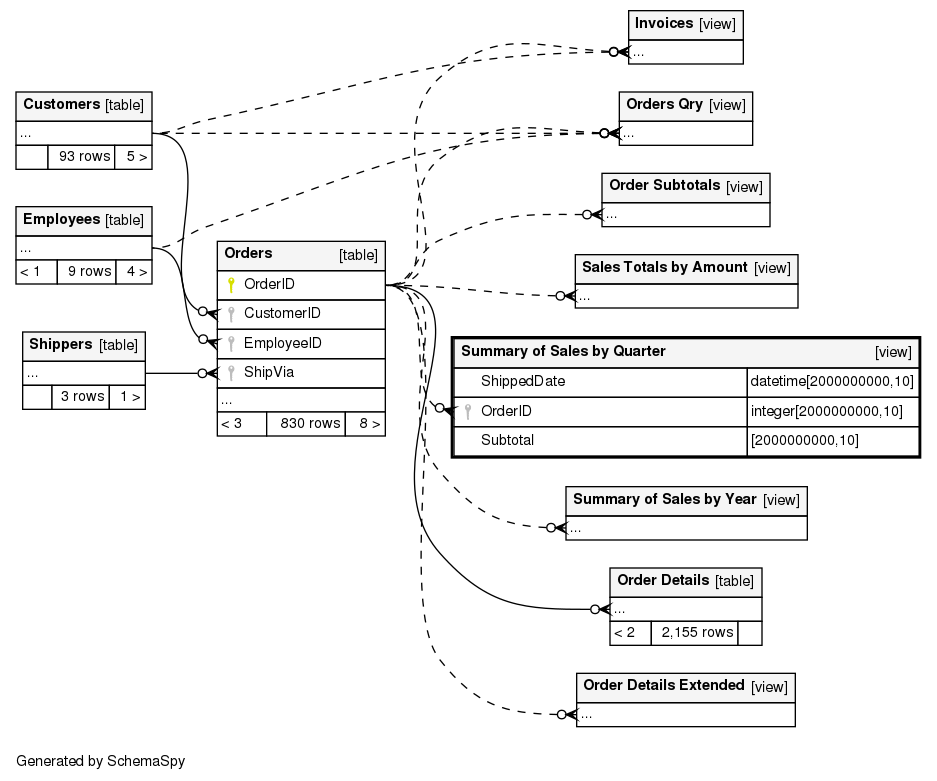 Invoices [view]
...
Customers [table]
...
93 rows 5 >
Orders Qry [view]
...
Order Subtotals [view]
...
Employees [table]
...
< 1 9 rows 4 >
Orders [table]
OrderID
CustomerID
EmployeeID
ShipVia
...
< 3 830 rows 8 >
Sales Totals by Amount [view]
...
Shippers [table]
...
3 rows 1 >
Summary of Sales by Quarter [view]
ShippedDate datetime[2000000000,10]
OrderID integer[2000000000,10]
Subtotal [2000000000,10]
Summary of Sales by Year [view]
...
Order Details [table]
...
< 2 2,155 rows
Order Details Extended [view]
...
Generated by SchemaSpy